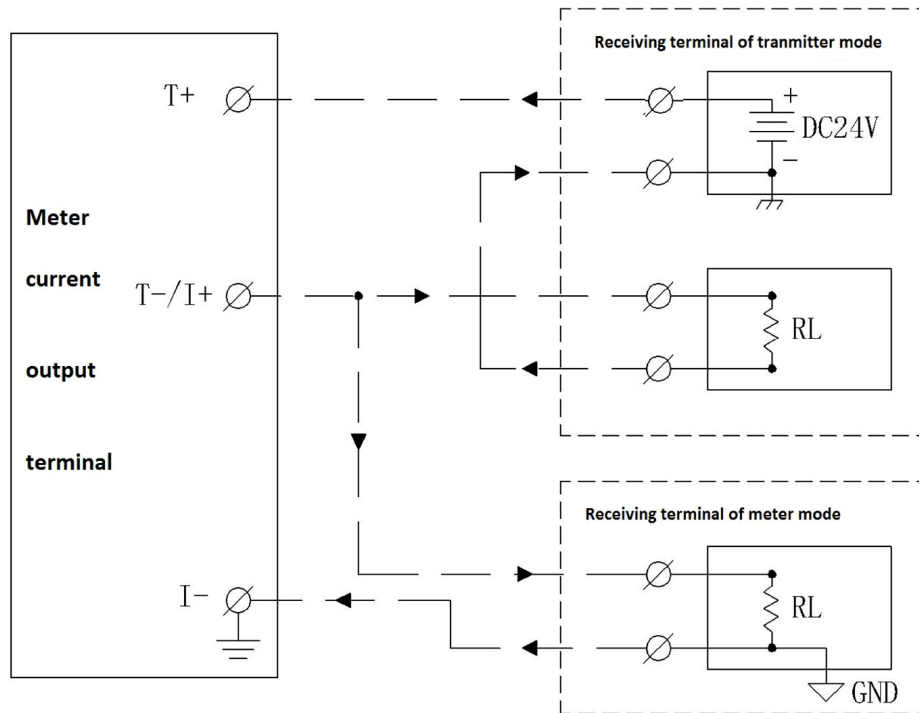 Receiving terminal of tranmitter mode
T+
+
DC24V
-
Meter
current
T-/I+
RL
output
terminal
Receiving terminal of meter mode
I-
RL
GND